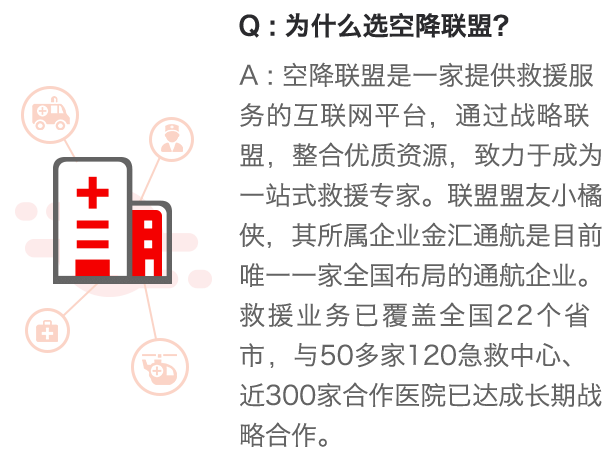 Q：为什么选空降联盟?
A：空降联盟是一家提供救援服
务的互联网平台，通过战略联
盟，整合优质资源，致力于成为
一站式救援专家。联盟盟友小橘
侠，其所属企业金汇通航是目前
唯一一家全国布局的通航企业。
救援业务已覆盖全国22个省
市，与50多家120急救中心、
近300家合作医院已达成长期战
略合作。